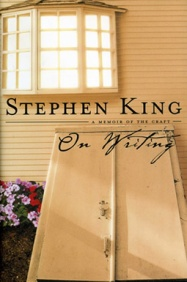 STEPHEN KING
A MEMOIR OF THE CRAFT
On Writing